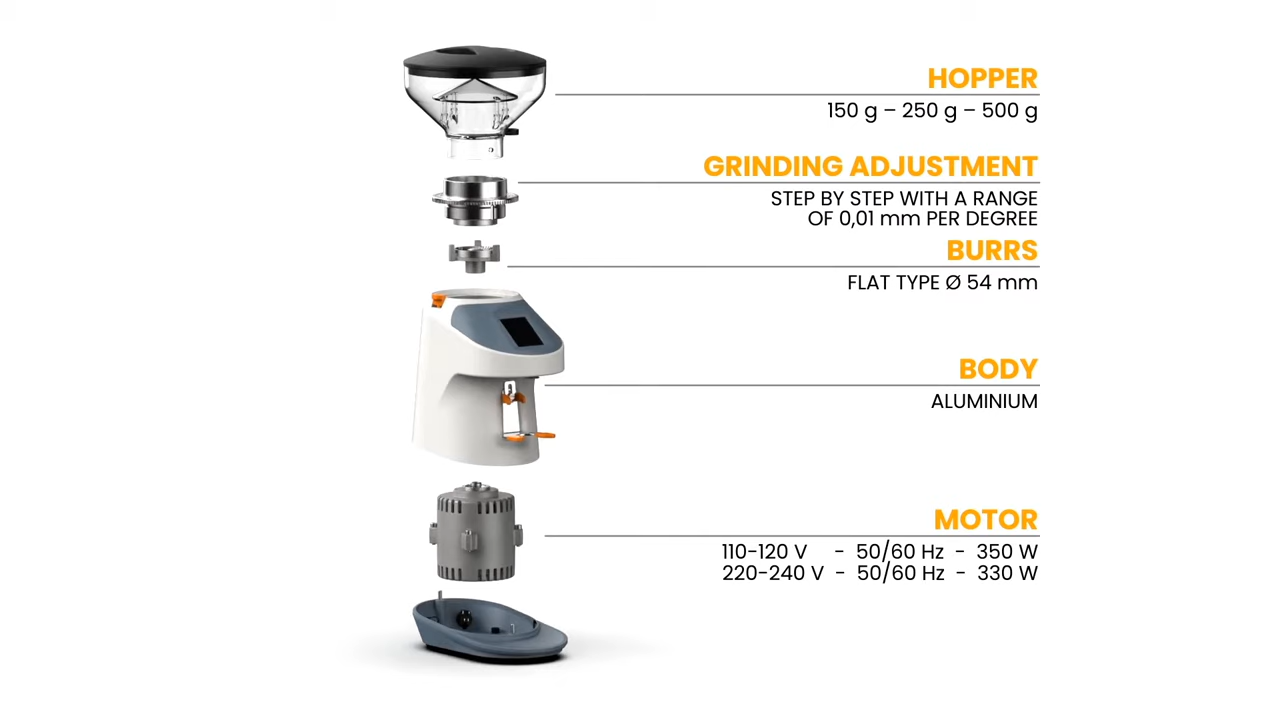 HOPPER
150 g – 250 g – 500 g
GRINDING ADJUSTMENT
STEP BY STEP WITH A RANGE
OF 0,01 mm PER DEGREE
BURRS
FLAT TYPE Ø 54 mm
BODY
ALUMINIUM
MOTOR
110-120 V - 50/60 Hz - 350 W
220-240 V - 50/60 Hz - 330 W